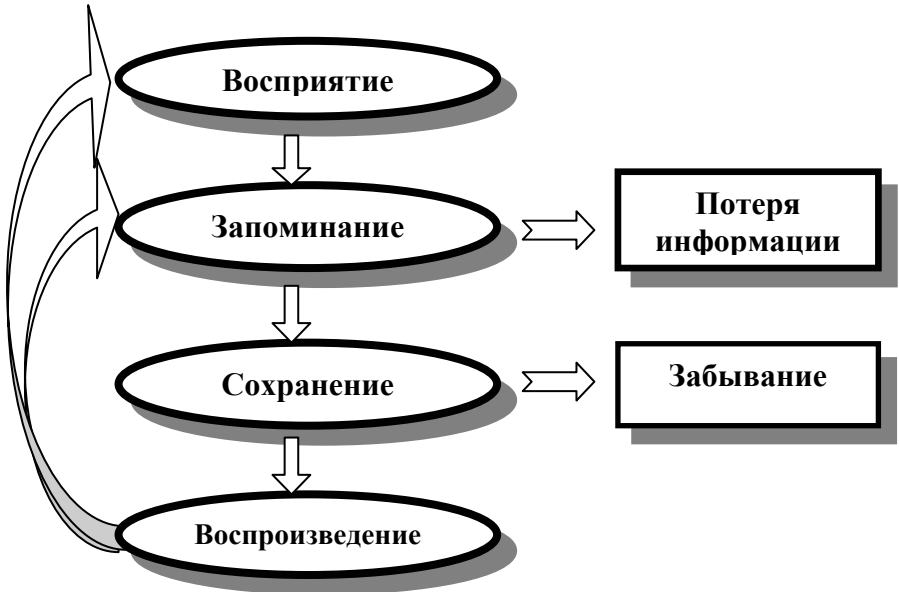 Восприятие
Запоминание
Потеря
информации
Сохранение
Забывание
Воспроизведение